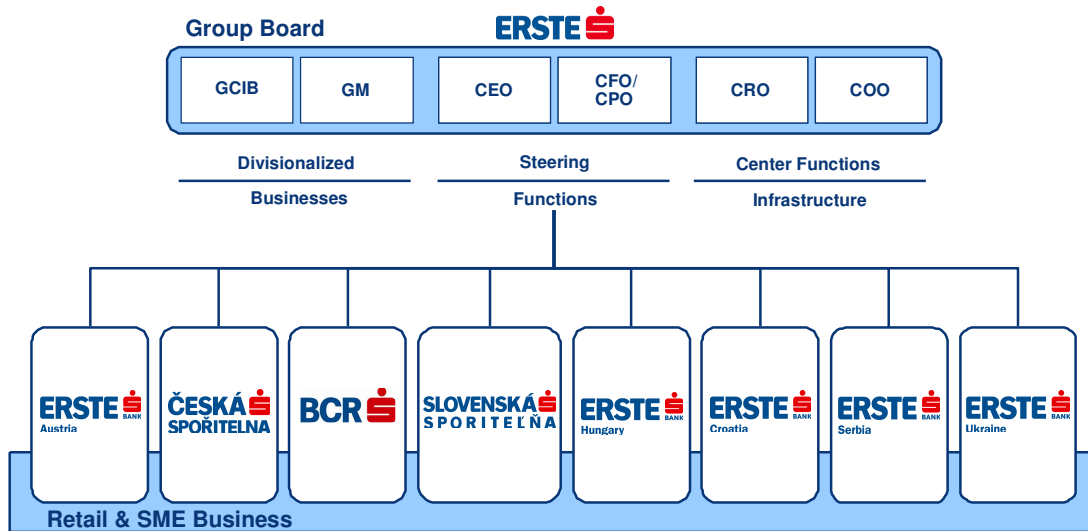 Group Board
ERSTE
GCIB
GM
CEO
CFO/
CPO
CRO
COO
Divisionalized
Businesses
Steering
Functions
Center Functions
Infrastructure
ERSTE
BANK
Austria
ČESKÁ
SPOŘITELNA
BCR
SLOVENSKÁ
SPORITEĽŇA
ERSTE
BANK
Hungary
ERSTE
BANK
Croatia
ERSTE
BANK
Serbia
ERSTE
BANK
Ukraine
Retail & SME Business